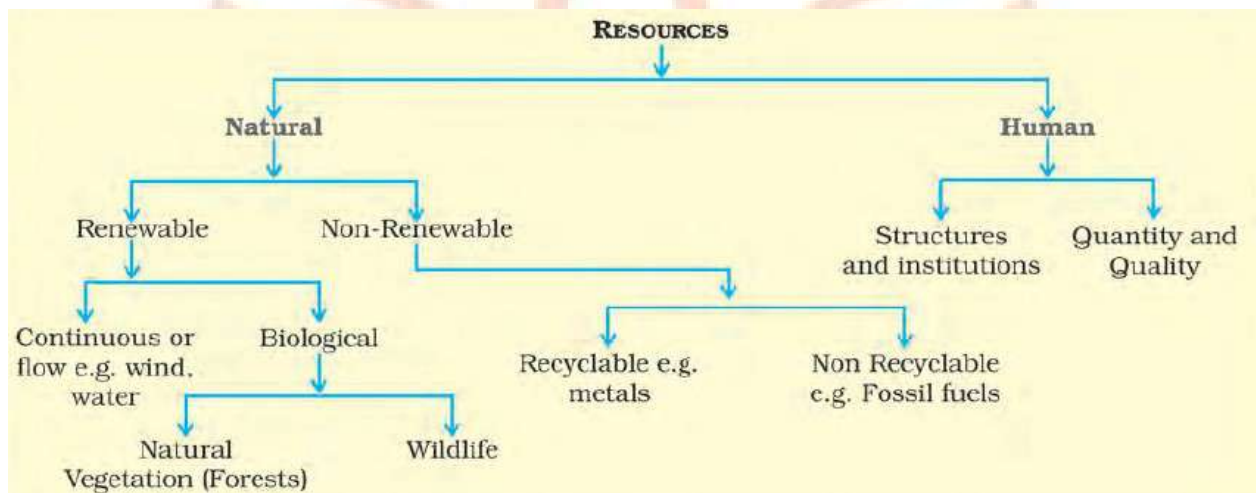 RESOURCES
Natural
Human
Renewable
Non-Renewable
Structures
and institutions
Quantity and
Quality
Continuous or
flow e.g. wind,
water
Biological
Recyclable e.g.
metals
Non Recyclable
e.g. Fossil fuels
Natural
Vegetation (Forests)
Wildlife